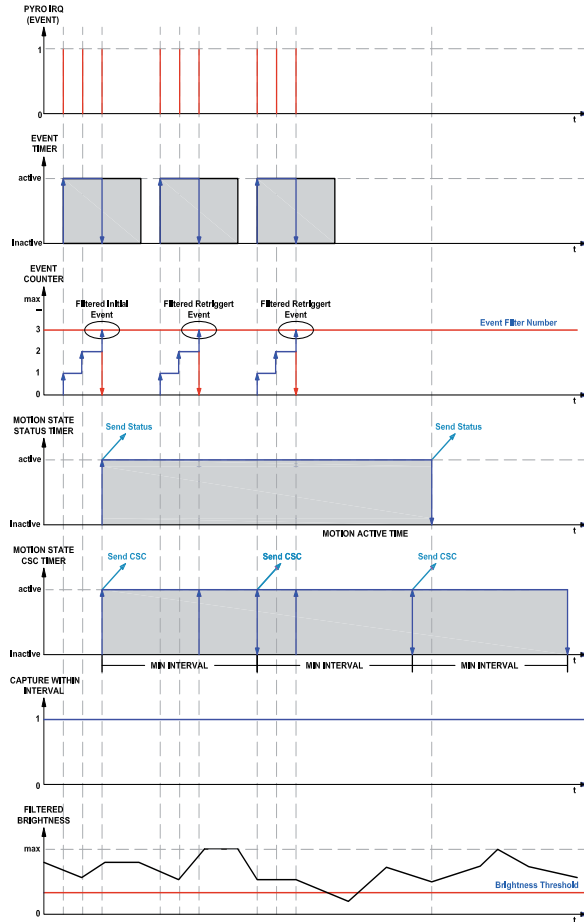 PYRO IRQ
(EVENT)
1
0
t
EVENT
TIMER
active
Inactive
t
EVENT
COUNTER
max
Filtered Initial
Event
Filtered Retriggert
Event
Filtered Retriggert
Event
Event Filter Number
3
2
1
0
t
MOTION STATE
STATUS TIMER
Send Status
Send Status
active
Inactive
MOTION ACTIVE TIME
t
MOTION STATE
CSC TIMER
Send CSC
Send CSC
Send CSC
active
Inactive
t
MIN INTERVAL
MIN INTERVAL
MIN INTERVAL
CAPTURE WITHIN
INTERVAL
1
0
t
FILTERED
BRIGHTNESS
max
Brightness Threshold
0
t